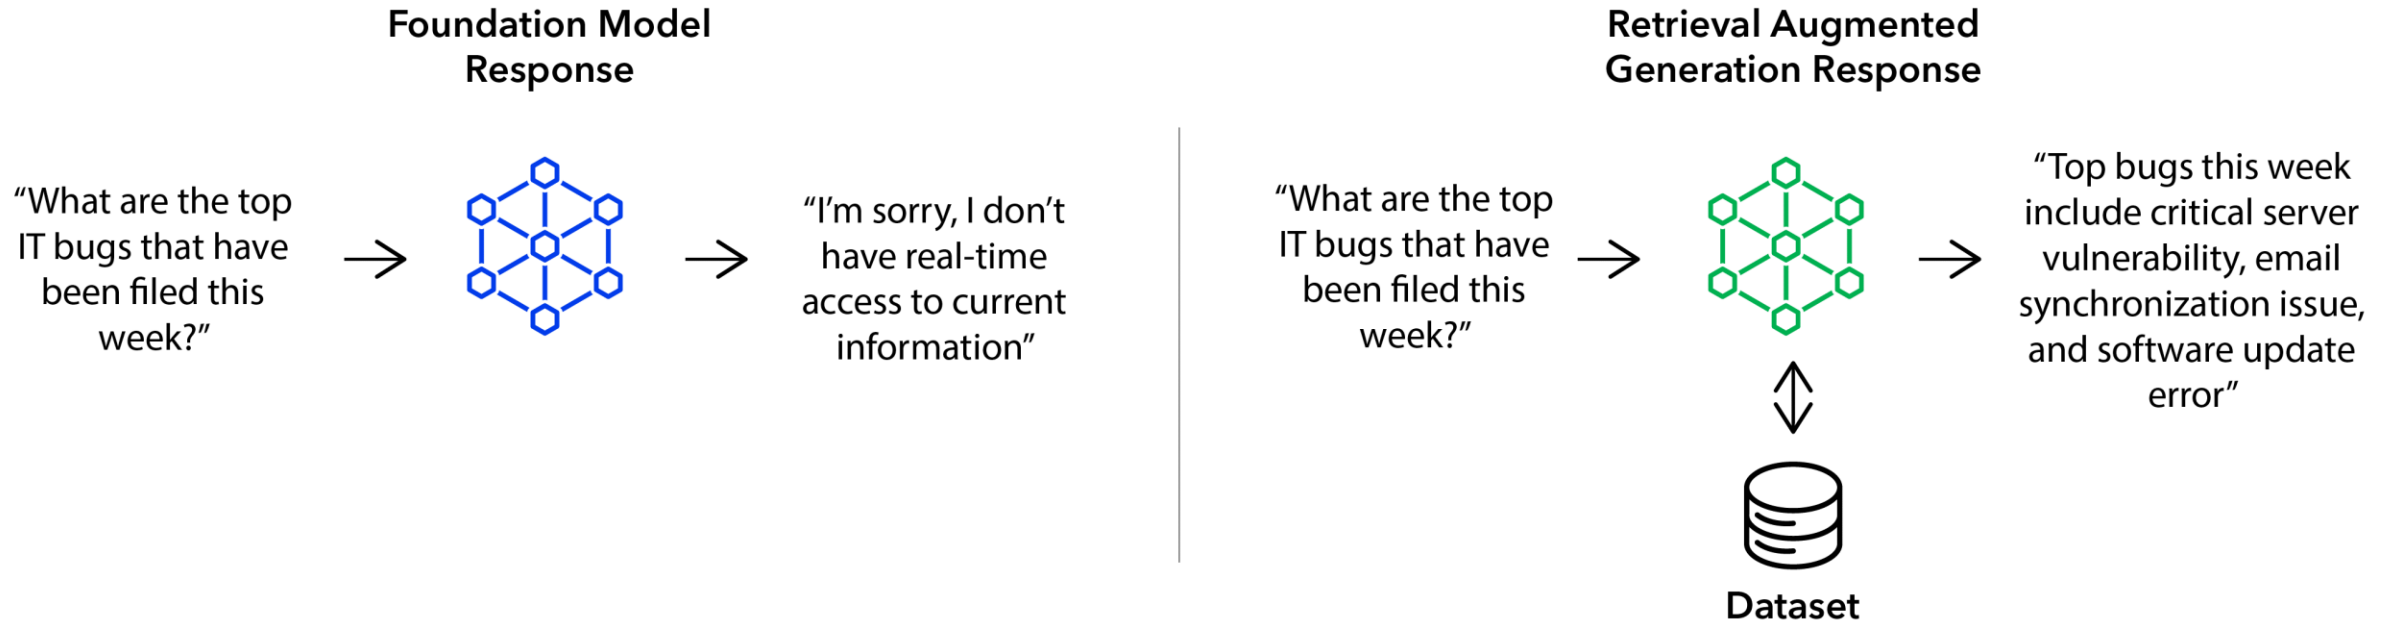 Foundation Model
Response
“What are the top
IT bugs that have
been filed this
week?”
“I’m sorry, I don’t
have real-time
access to current
information”
Retrieval Augmented
Generation Response
“What are the top
IT bugs that have
been filed this
week?”
“Top bugs this week
include critical server
vulnerability, email
synchronization issue,
and software update
error”
Dataset